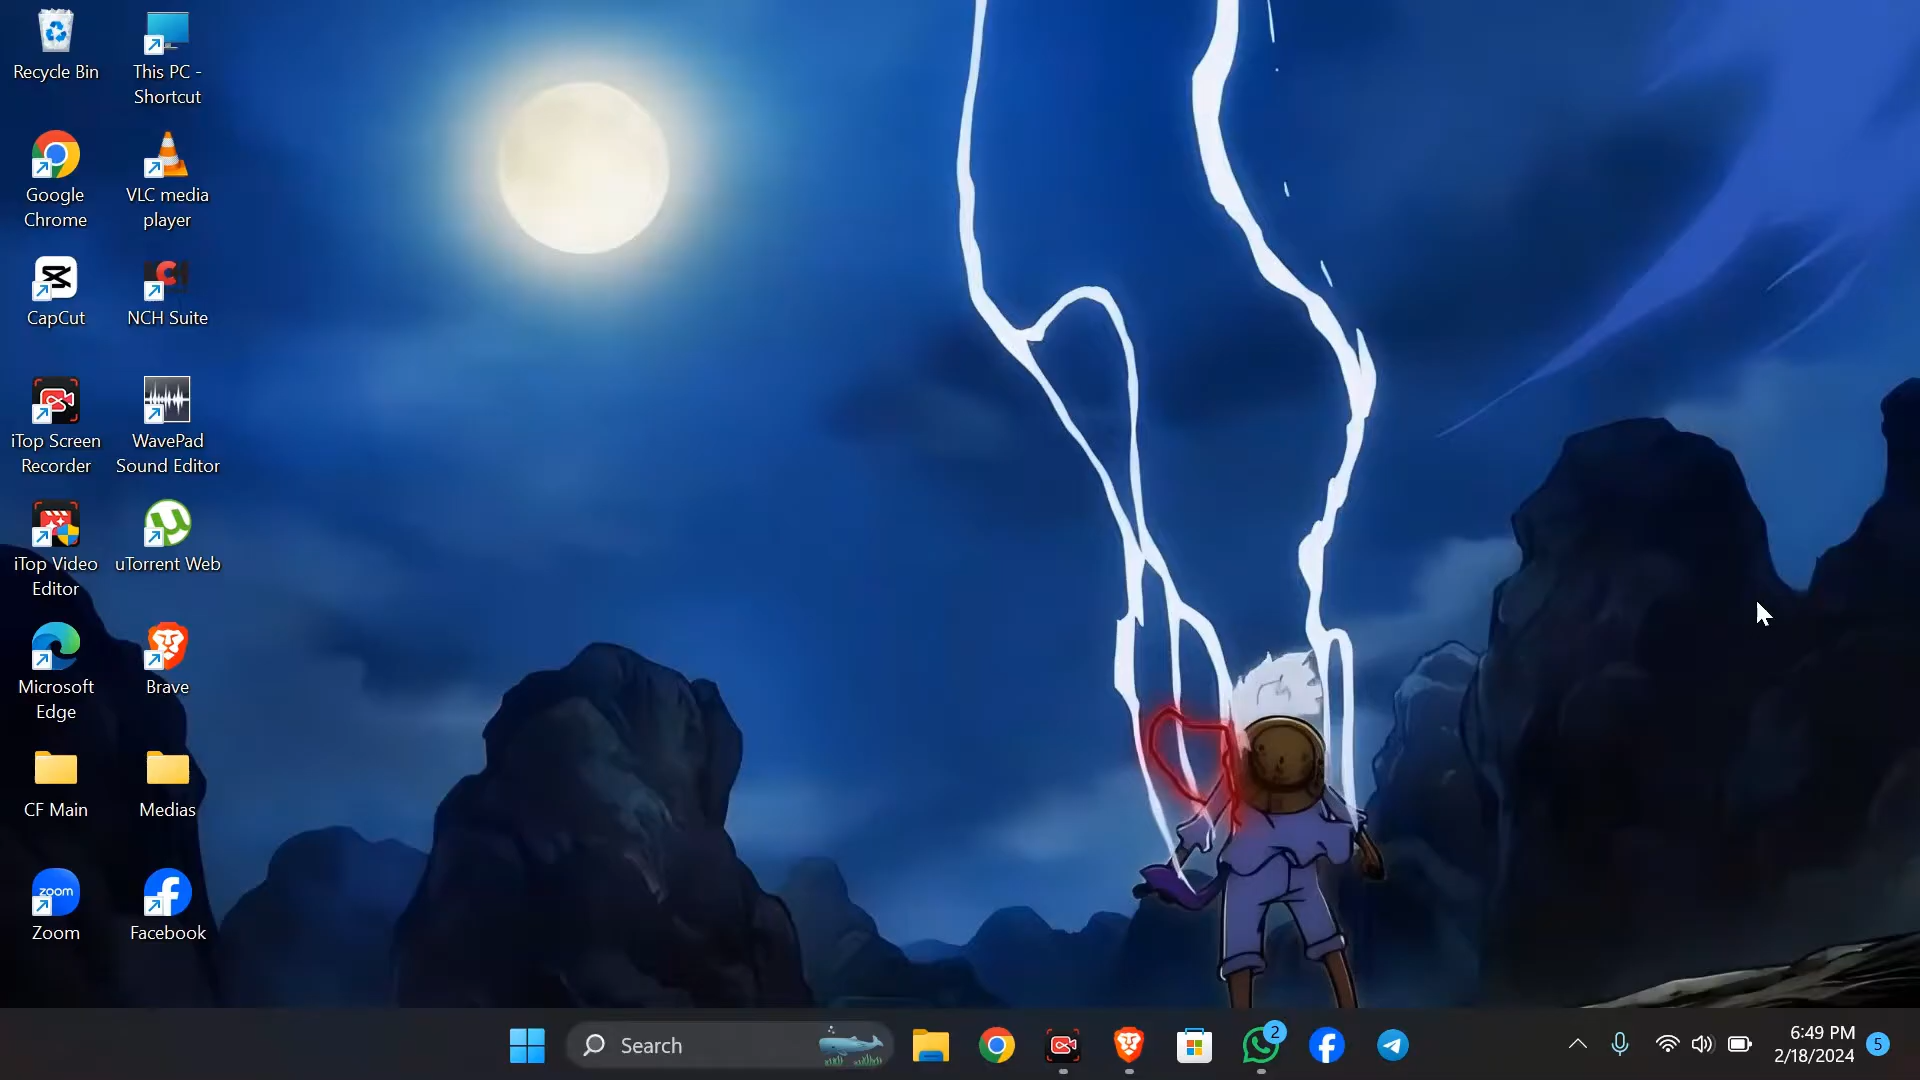 Recycle Bin
This PC -
Shortcut
Google
Chrome
VLC media
player
CapCut
NCH Suite
iTop Screen
Recorder
WavePad
Sound Editor
iTop Video
Editor
uTorrent Web
Microsoft
Edge
Brave
CF Main
Medias
zoom
Zoom
Facebook
Search
2
6:49 PM
2/18/2024
5